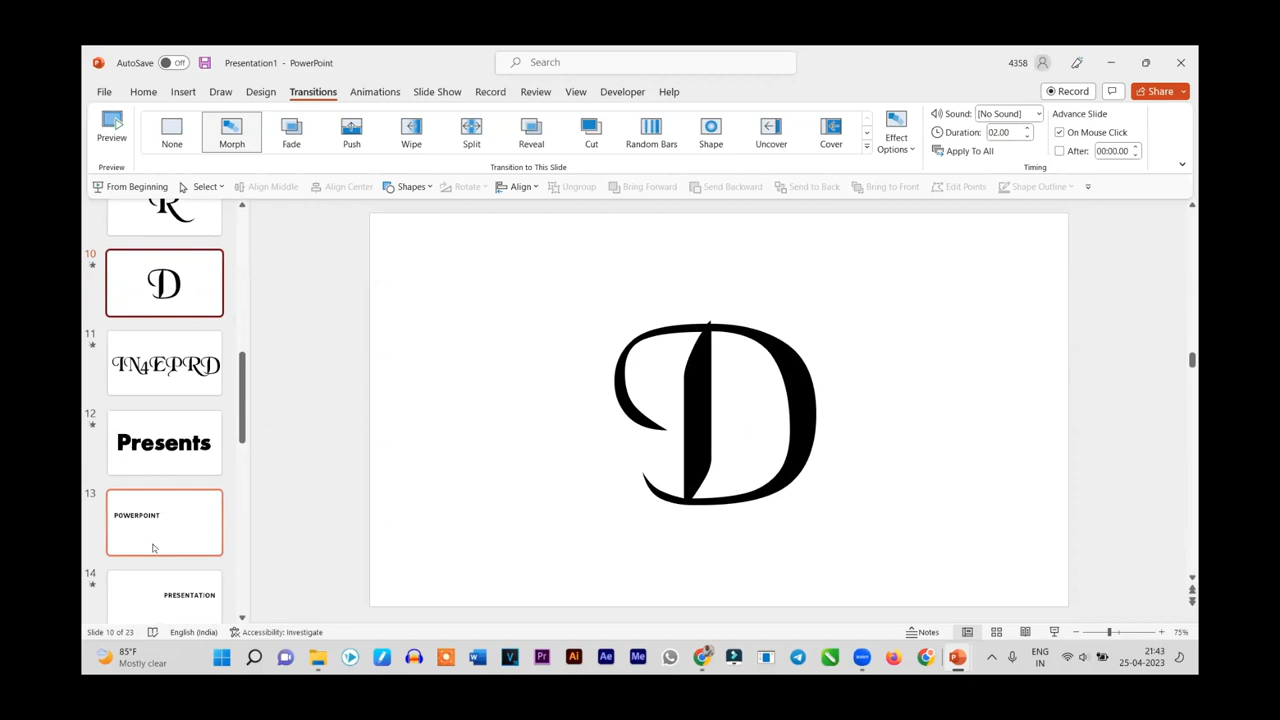 AutoSave Off Presentation1 - PowerPoint Search 4358
File Home Insert Draw Design Transitions Animations Slide Show Record Review View Developer Help Record Share
Preview None Morph Fade Push Wipe Split Reveal Cut Random Bars Shape Uncover Cover Effect Options
Sound: [No Sound] Advance Slide
Duration: 02.00 On Mouse Click
Apply To All After: 00:00.00
Preview Transition to This Slide Timing
From Beginning Select Align Middle Align Center Shapes Rotate Align Ungroup Bring Forward Send Backward Send to Back Bring to Front Edit Points Shape Outline
R
10
D
11
IN4EPRD
12
Presents
13
POWERPOINT
14
PRESENTATION
D
Slide 10 of 23 English (India) Accessibility: Investigate Notes 75%
85°F
Mostly clear
ENG
IN
21:43
25-04-2023